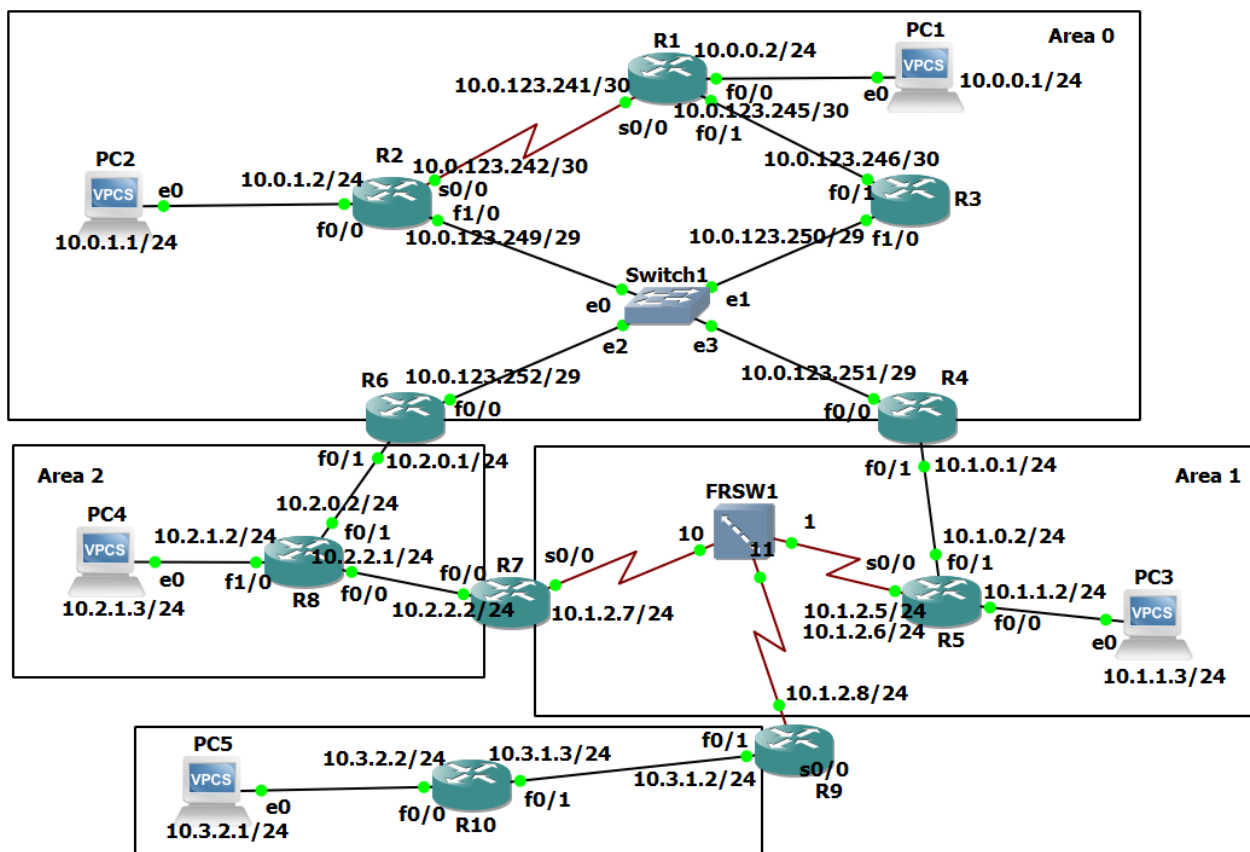 Area 0
PC1
R1
10.0.0.2/24
VPCS
10.0.123.241/30
f0/0
e0
10.0.0.1/24
10.0.123.245/30
s0/0
f0/1
PC2
R2
10.0.123.242/30
10.0.123.246/30
VPCS
e0
10.0.1.2/24
s0/0
f0/1
R3
f0/0
f1/0
10.0.1.1/24
10.0.123.249/29
10.0.123.250/29
f1/0
Switch1
e0
e1
e2
e3
R6
10.0.123.252/29
10.0.123.251/29
R4
f0/0
f0/0
f0/1
10.2.0.1/24
f0/1
10.1.0.1/24
Area 2
Area 1
PC4
10.2.0.2/24
FRSW1
VPCS
10.2.1.2/24
f0/1
10
1
11
10.1.0.2/24
e0
f1/0
10.2.2.1/24
f0/0
R7
s0/0
s0/0
f0/1
10.2.1.3/24
R8
f0/0
10.2.2.2/24
10.1.2.7/24
10.1.2.5/24
10.1.2.6/24
R5
10.1.1.2/24
f0/0
PC3
VPCS
e0
10.1.1.3/24
10.1.2.8/24
PC5
10.3.2.2/24
10.3.1.3/24
f0/1
VPCS
10.3.1.2/24
s0/0
R9
e0
f0/0
f0/1
10.3.2.1/24
R10